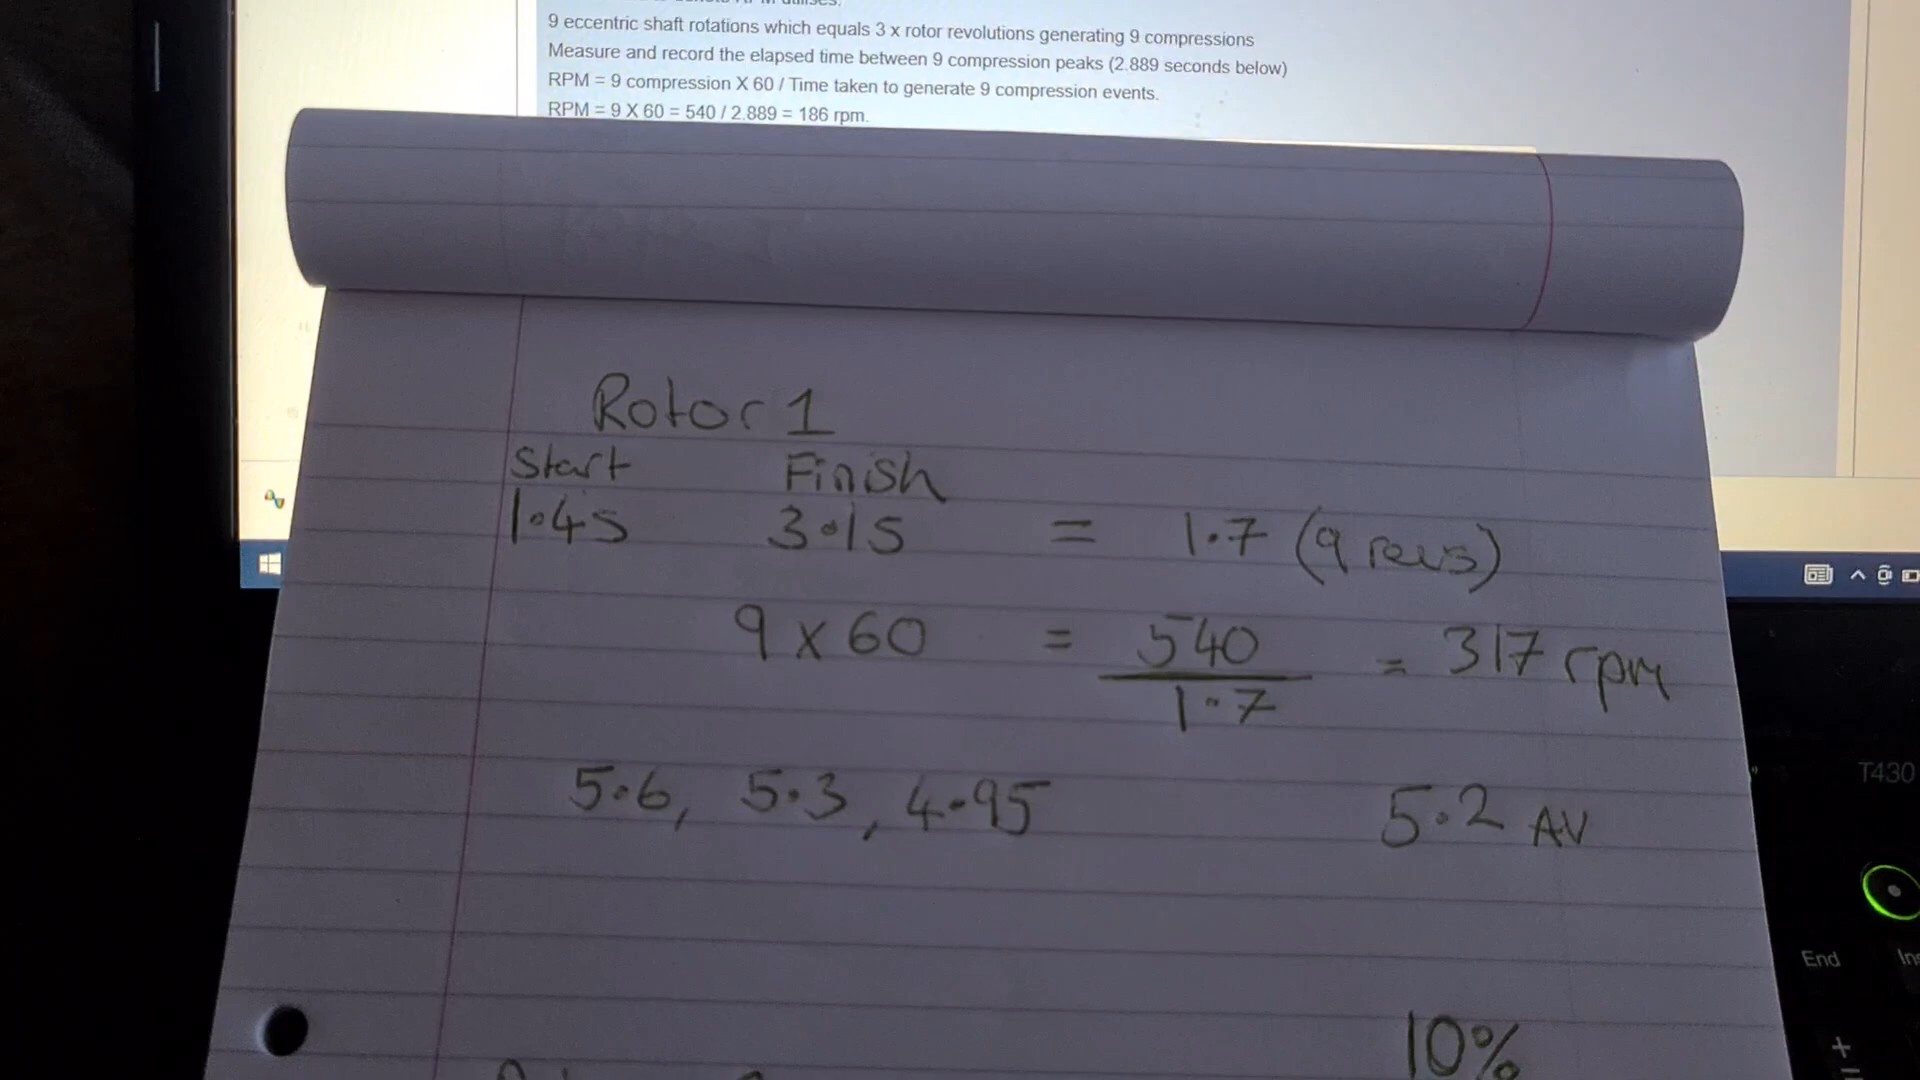 9 eccentric shaft rotations which equals 3 x rotor revolutions generating 9 compressions
Measure and record the elapsed time between 9 compression peaks (2.889 seconds below)
RPM = 9 compression X 60 / Time taken to generate 9 compression events.
RPM = 9 X 60 = 540 / 2.889 = 186 rpm.
Rotor 1
Start Finish
1.45 3.15 = 1.7 (9 revs)
9 x 60 = 540 / 1.7 = 317 rpm
5.6, 5.3, 4.95 5.2 AV
10%
T430
End